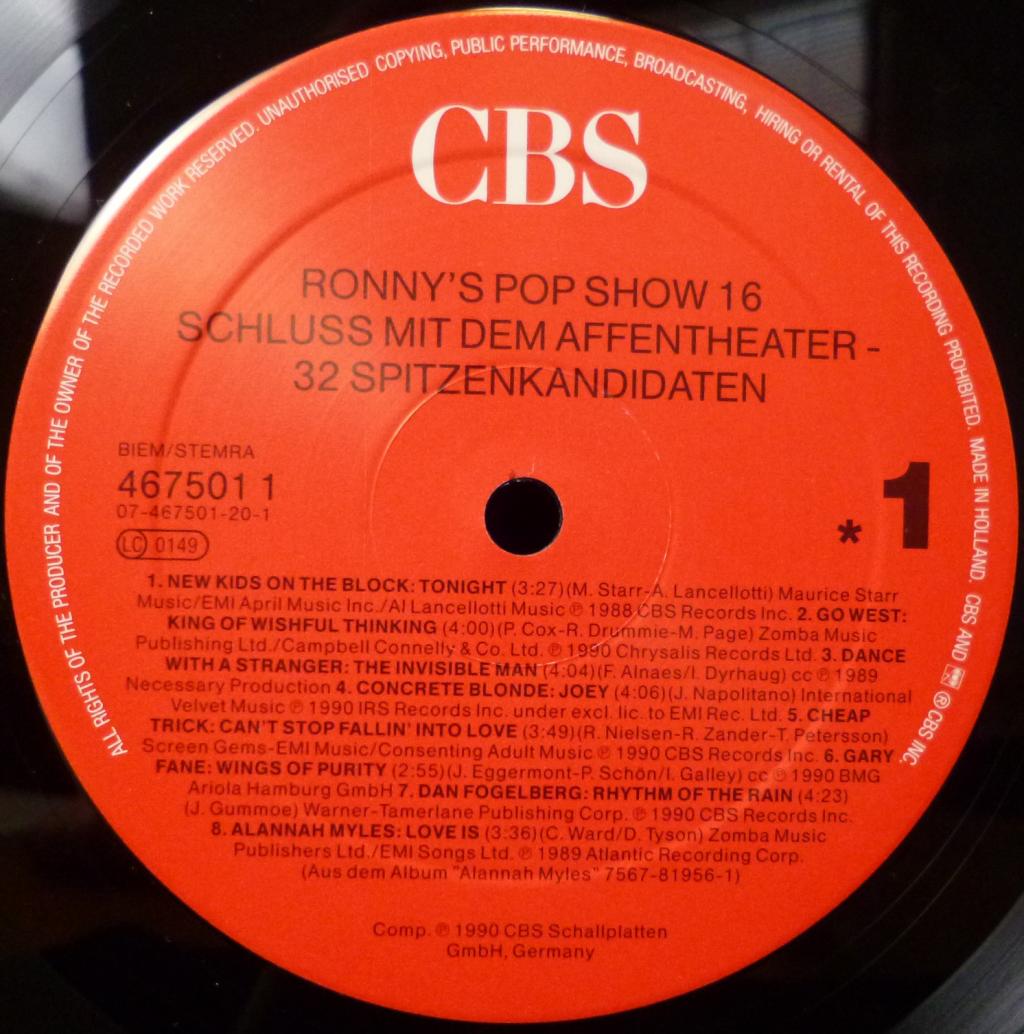 ALL RIGHTS OF THE PRODUCER AND OF THE OWNER OF THE RECORDED WORK RESERVED. UNAUTHORISED COPYING, PUBLIC PERFORMANCE, BROADCASTING, HIRING OR RENTAL OF THIS RECORDING PROHIBITED. MADE IN HOLLAND. CBS AND ® CBS INC.
CBS
RONNY'S POP SHOW 16
SCHLUSS MIT DEM AFFENTHEATER -
32 SPITZENKANDIDATEN
BIEM/STEMRA
467501 1
07-467501-20-1
LC 0149
* 1
1. NEW KIDS ON THE BLOCK: TONIGHT (3:27)(M. Starr-A. Lancellotti) Maurice Starr
Music/EMI April Music Inc./Al Lancellotti Music ℗ 1988 CBS Records Inc. 2. GO WEST:
KING OF WISHFUL THINKING (4:00)(P. Cox-R. Drummie-M. Page) Zomba Music
Publishing Ltd./Campbell Connelly & Co. Ltd. ℗ 1990 Chrysalis Records Ltd. 3. DANCE
WITH A STRANGER: THE INVISIBLE MAN (4:04)(F. Alnaes/I. Dyrhaug) cc ℗ 1989
Necessary Production 4. CONCRETE BLONDE: JOEY (4:06)(J. Napolitano) International
Velvet Music ℗ 1990 IRS Records Inc. under excl. lic. to EMI Rec. Ltd. 5. CHEAP
TRICK: CAN'T STOP FALLIN' INTO LOVE (3:49)(R. Nielsen-R. Zander-T. Petersson)
Screen Gems-EMI Music/Consenting Adult Music ℗ 1990 CBS Records Inc. 6. GARY
FANE: WINGS OF PURITY (2:55)(J. Eggermont-P. Schön/I. Galley) cc ℗ 1990 BMG
Ariola Hamburg GmbH 7. DAN FOGELBERG: RHYTHM OF THE RAIN (4:23)
(J. Gummoe) Warner-Tamerlane Publishing Corp. ℗ 1990 CBS Records Inc.
8. ALANNAH MYLES: LOVE IS (3:36)(C. Ward/D. Tyson) Zomba Music
Publishers Ltd./EMI Songs Ltd. ℗ 1989 Atlantic Recording Corp.
(Aus dem Album "Alannah Myles" 7567-81956-1)
Comp. ℗ 1990 CBS Schallplatten
GmbH, Germany